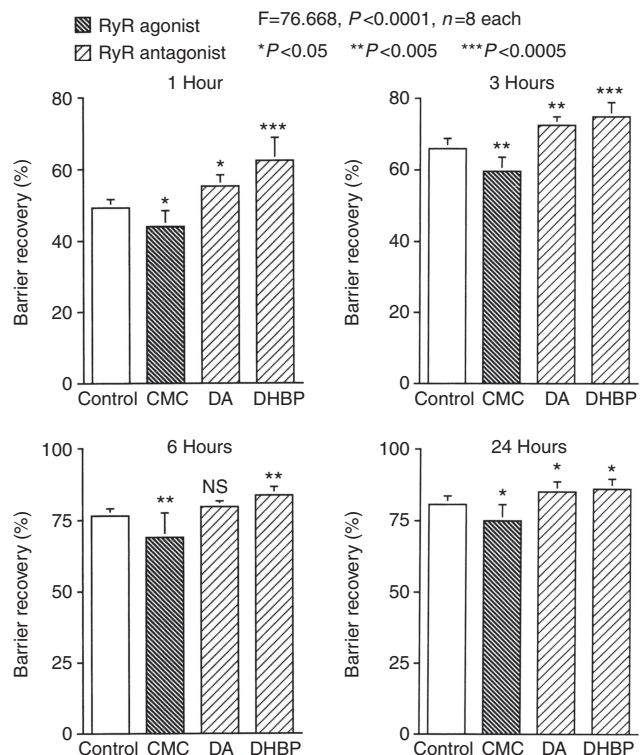 RyR agonist F=76.668, P<0.0001, n=8 each
RyR antagonist *P<0.05 **P<0.005 ***P<0.0005
1 Hour
80
60
40
20
0
Barrier recovery (%)
* * ***
Control CMC DA DHBP
3 Hours
80
60
40
20
0
Barrier recovery (%)
** ** ***
Control CMC DA DHBP
6 Hours
100
75
50
25
0
Barrier recovery (%)
** NS **
Control CMC DA DHBP
24 Hours
100
75
50
25
0
Barrier recovery (%)
* * *
Control CMC DA DHBP